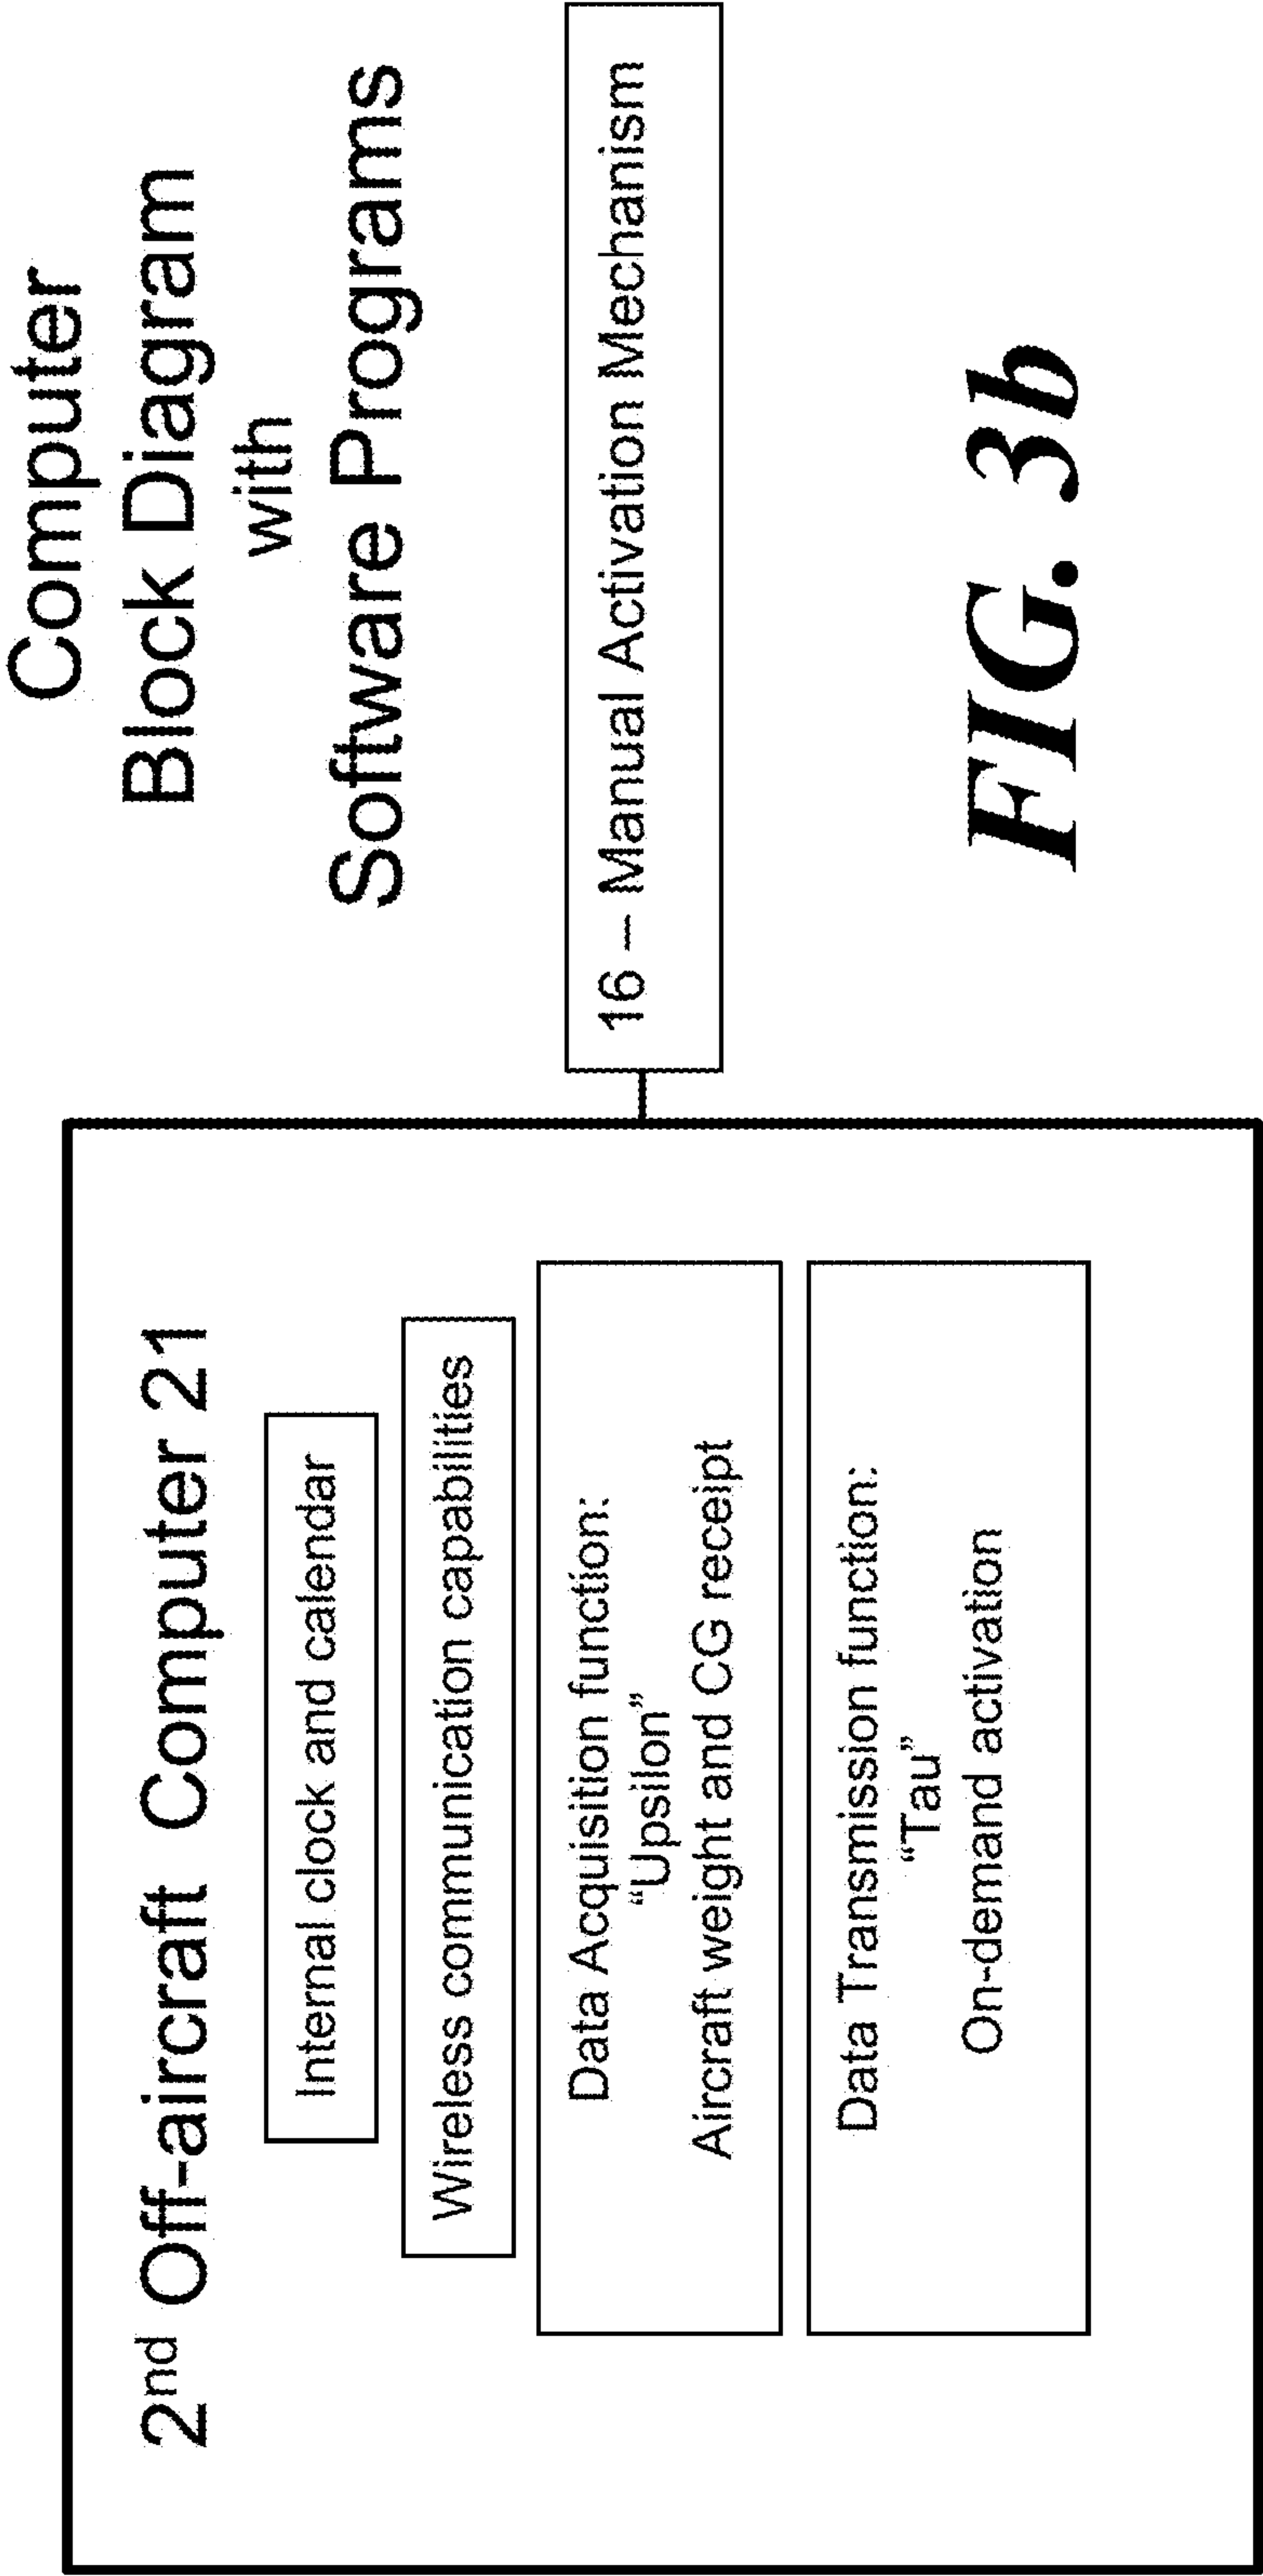 Computer
Block Diagram
with
Software Programs
2nd Off-aircraft Computer 21
Internal clock and calendar
Wireless communication capabilities
Data Acquisition function:
“Upsilon”
Aircraft weight and CG receipt
Data Transmission function:
“Tau”
On-demand activation
16 – Manual Activation Mechanism
FIG. 3b